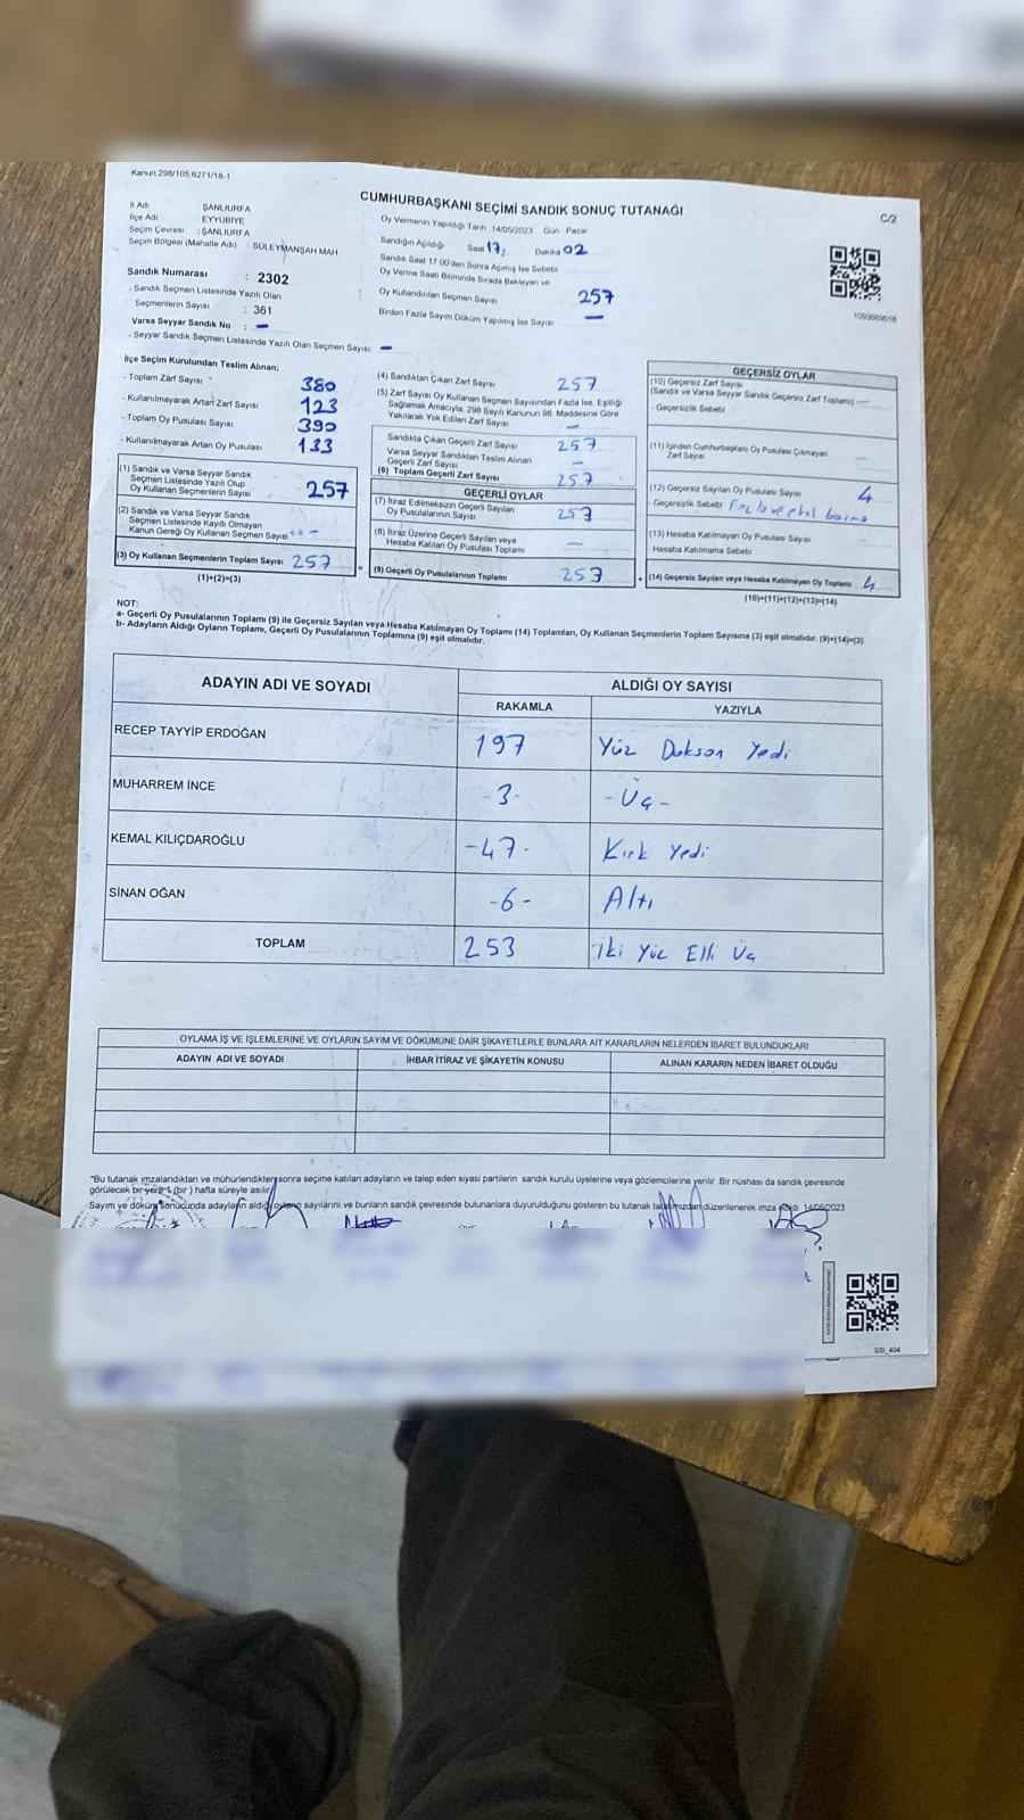 Kanun:298/105,6271/18-1
CUMHURBAŞKANI SEÇİMİ SANDIK SONUÇ TUTANAĞI
C/2
İl Adı : ŞANLIURFA
İlçe Adı : EYYÜBİYE
Seçim Çevresi : ŞANLIURFA
Seçim Bölgesi (Mahalle Adı) : SÜLEYMANŞAH MAH
Oy Vermenin Yapıldığı Tarih :14/05/2023 Gün : Pazar
Sandığın Açıldığı Saat 17: Dakika 02
Sandık Saat 17:00'den Sonra Açılmış İse Sebebi
Oy Verme Saati Bitiminde Sırada Bekleyen ve
Oy Kullandırılan Seçmen Sayısı 257
Birden Fazla Sayım Döküm Yapılmış İse Sayısı —
Sandık Numarası : 2302
- Sandık Seçmen Listesinde Yazılı Olan
Seçmenlerin Sayısı : 361
Varsa Seyyar Sandık No : —
- Seyyar Sandık Seçmen Listesinde Yazılı Olan Seçmen Sayısı: —
İlçe Seçim Kurulundan Teslim Alınan;
- Toplam Zarf Sayısı 380
- Kullanılmayarak Artan Zarf Sayısı 123
- Toplam Oy Pusulası Sayısı 390
- Kullanılmayarak Artan Oy Pusulası 133
(1) Sandık ve Varsa Seyyar Sandık
Seçmen Listesinde Yazılı Olup
Oy Kullanan Seçmenlerin Sayısı 257
(2) Sandık ve Varsa Seyyar Sandık
Seçmen Listesinde Kayıtlı Olmayan
Kanun Gereği Oy Kullanan Seçmen Sayısı
(3) Oy Kullanan Seçmenlerin Toplam Sayısı 257
(1)+(2)=(3)
(4) Sandıktan Çıkan Zarf Sayısı 257
(5) Zarf Sayısı Oy Kullanan Seçmen Sayısından Fazla İse, Eşitliği
Sağlamak Amacıyla, 298 Sayılı Kanunun 98. Maddesine Göre
Yakılarak Yok Edilen Zarf Sayısı —
Sandıkta Çıkan Geçerli Zarf Sayısı 257
Varsa Seyyar Sandıktan Teslim Alınan
Geçerli Zarf Sayısı —
(6) Toplam Geçerli Zarf Sayısı 257
GEÇERLİ OYLAR
(7) İtiraz Edilmeksizin Geçerli Sayılan
Oy Pusulalarının Sayısı 253
(8) İtiraz Üzerine Geçerli Sayılan veya
Hesaba Katılan Oy Pusulası Toplamı —
(9) Geçerli Oy Pusulalarının Toplamı 253
GEÇERSİZ OYLAR
(10) Geçersiz Zarf Sayısı
(Sandık ve Varsa Seyyar Sandık Geçersiz Zarf Toplamı) —
- Geçersizlik Sebebi
(11) İçinden Cumhurbaşkanı Oy Pusulası Çıkmayan
Zarf Sayısı
(12) Geçersiz Sayılan Oy Pusulası Sayısı 4
- Geçersizlik Sebebi
(13) Hesaba Katılmayan Oy Pusulası Sayısı
Hesaba Katılmama Sebebi
(14) Geçersiz Sayılan veya Hesaba Katılmayan Oy Toplamı 4
(10)+(11)+(12)+(13)=(14)
NOT:
a- Geçerli Oy Pusulalarının Toplamı (9) ile Geçersiz Sayılan veya Hesaba Katılmayan Oy Toplamı (14) Toplamları, Oy Kullanan Seçmenlerin Toplam Sayısına (3) eşit olmalıdır. (9)+(14)=(3)
b- Adayların Aldığı Oyların Toplamı, Geçerli Oy Pusulalarının Toplamına (9) eşit olmalıdır.
ADAYIN ADI VE SOYADI ALDIĞI OY SAYISI
RAKAMLA YAZIYLA
RECEP TAYYİP ERDOĞAN 197 Yüz Doksan Yedi
MUHARREM İNCE -3- -Üç-
KEMAL KILIÇDAROĞLU -47- Kırk Yedi
SİNAN OĞAN -6- Altı
TOPLAM 253 İki Yüz Elli Üç
OYLAMA İŞ VE İŞLEMLERİNE VE OYLARIN SAYIM VE DÖKÜMÜNE DAİR ŞİKAYETLERLE BUNLARA AİT KARARLARIN NELERDEN İBARET BULUNDUKLARI
ADAYIN ADI VE SOYADI İHBAR İTİRAZ VE ŞİKAYETİN KONUSU ALINAN KARARIN NEDEN İBARET OLDUĞU
*Bu tutanak imzalandıktan ve mühürlendikten sonra seçime katılan adayların ve talep eden siyasi partilerin sandık kurulu üyelerine veya gözlemcilerine verilir. Bir nüshası da sandık çevresinde
görülecek bir yere 1 (bir ) hafta süreyle asılır.
Sayım ve döküm sonucunda adayların aldığı oyların sayılarını ve bunların sandık çevresinde bulunanlara duyurulduğunu gösteren bu tutanak tarafımızdan düzenlenerek imza edildi. 14/05/2023